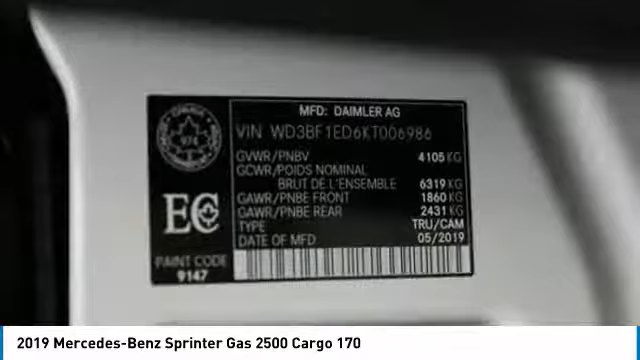 MFD: DAIMLER AG
VIN WD3BF1ED6KT006986
GVWR/PNBV 4105 KG
GCWR/POIDS NOMINAL
BRUT DE L'ENSEMBLE 6319 KG
GAWR/PNBE FRONT 1860 KG
GAWR/PNBE REAR 2431 KG
TYPE TRU/CAM
DATE OF MFD 05/2019
974
EC
PAINT CODE
9147
2019 Mercedes-Benz Sprinter Gas 2500 Cargo 170